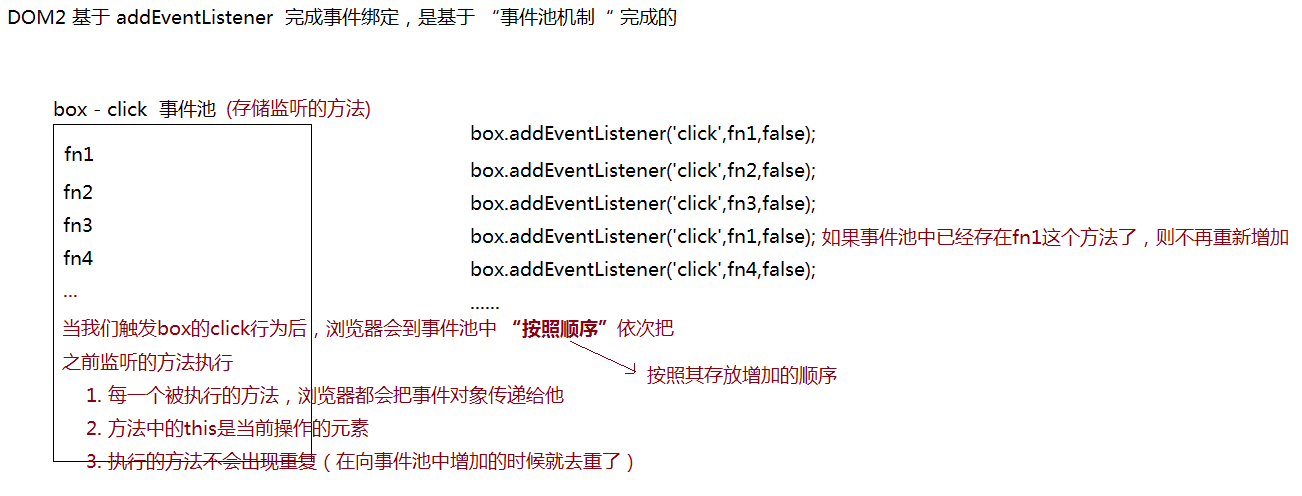 DOM2 基于 addEventListener 完成事件绑定，是基于 “事件池机制“ 完成的
box - click 事件池 (存储监听的方法)
fn1
fn2
fn3
fn4
...
box.addEventListener('click',fn1,false);
box.addEventListener('click',fn2,false);
box.addEventListener('click',fn3,false);
box.addEventListener('click',fn1,false); 如果事件池中已经存在fn1这个方法了，则不再重新增加
box.addEventListener('click',fn4,false);
......
当我们触发box的click行为后，浏览器会到事件池中 “按照顺序”依次把
之前监听的方法执行
按照其存放增加的顺序
1. 每一个被执行的方法，浏览器都会把事件对象传递给他
2. 方法中的this是当前操作的元素
3. 执行的方法不会出现重复（在向事件池中增加的时候就去重了）